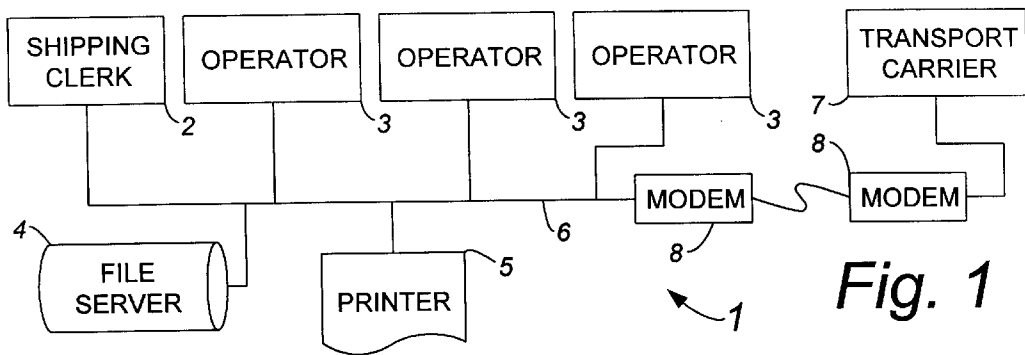 SHIPPING
CLERK
2
OPERATOR
3
OPERATOR
3
OPERATOR
3
TRANSPORT
CARRIER
7
8
MODEM
8
MODEM
6
4
FILE
SERVER
5
PRINTER
1
Fig. 1